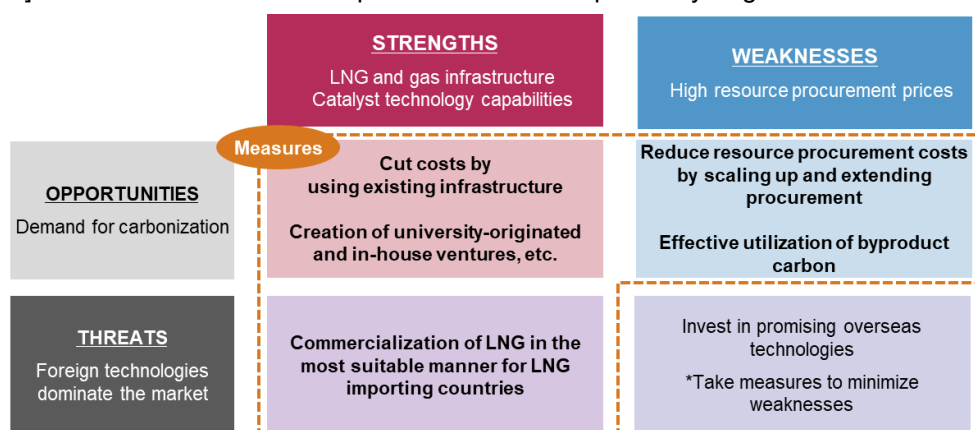 STRENGTHS
LNG and gas infrastructure
Catalyst technology capabilities
WEAKNESSES
High resource procurement prices
Measures
OPPORTUNITIES
Demand for carbonization
Cut costs by
using existing infrastructure
Creation of university-originated
and in-house ventures, etc.
Reduce resource procurement costs
by scaling up and extending
procurement
Effective utilization of byproduct
carbon
THREATS
Foreign technologies
dominate the market
Commercialization of LNG in the
most suitable manner for LNG
importing countries
Invest in promising overseas
technologies
*Take measures to minimize
weaknesses